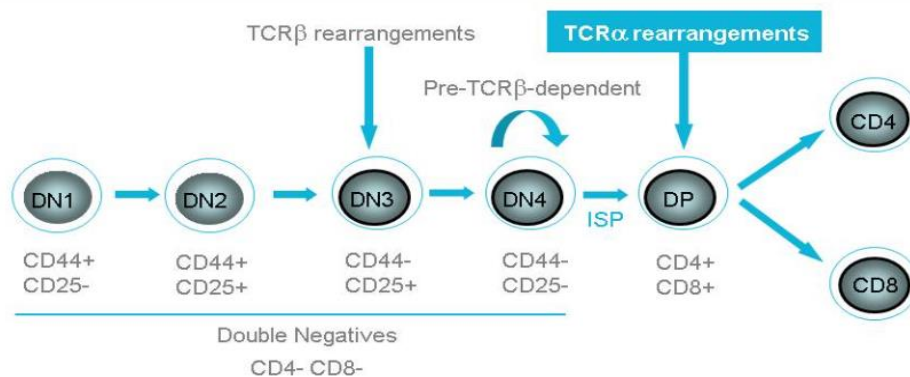 TCRβ rearrangements
TCRα rearrangements
Pre-TCRβ-dependent
CD4
DN1
DN2
DN3
DN4
ISP
DP
CD44+
CD25-
CD44+
CD25+
CD44-
CD25+
CD44-
CD25-
CD4+
CD8+
CD8
Double Negatives
CD4- CD8-